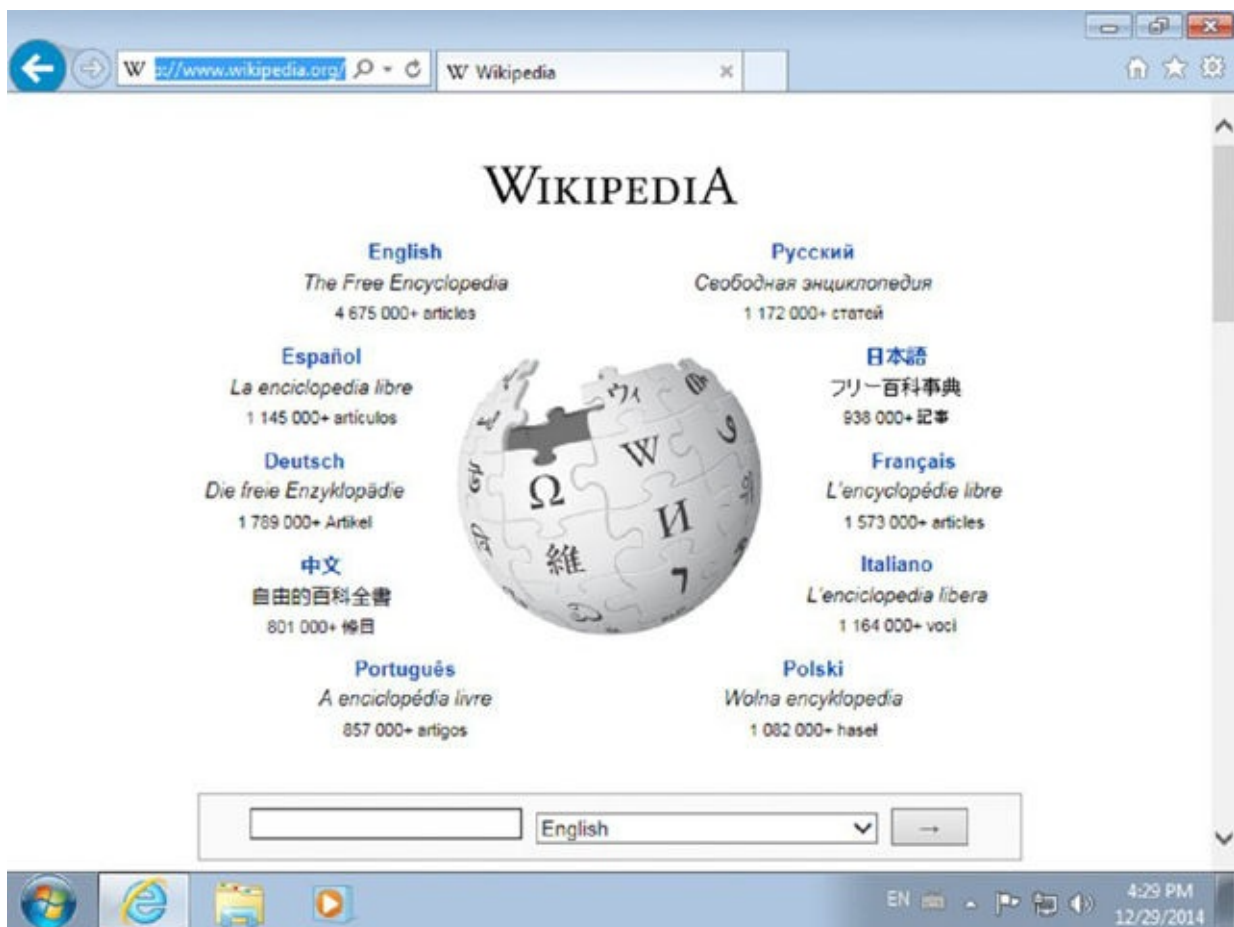 ://www.wikipedia.org/
W Wikipedia
WIKIPEDIA
English
The Free Encyclopedia
4 675 000+ articles
Русский
Свободная энциклопедия
1 172 000+ статей
Español
La enciclopedia libre
1 145 000+ artículos
日本語
フリー百科事典
938 000+ 記事
Deutsch
Die freie Enzyklopädie
1 789 000+ Artikel
Français
L'encyclopédie libre
1 573 000+ articles
中文
自由的百科全書
801 000+ 條目
Italiano
L'enciclopedia libera
1 164 000+ voci
Português
A enciclopédia livre
857 000+ artigos
Polski
Wolna encyklopedia
1 082 000+ haseł
Ω
W
И
維
ウィ
7
English
→
EN
4:29 PM
12/29/2014